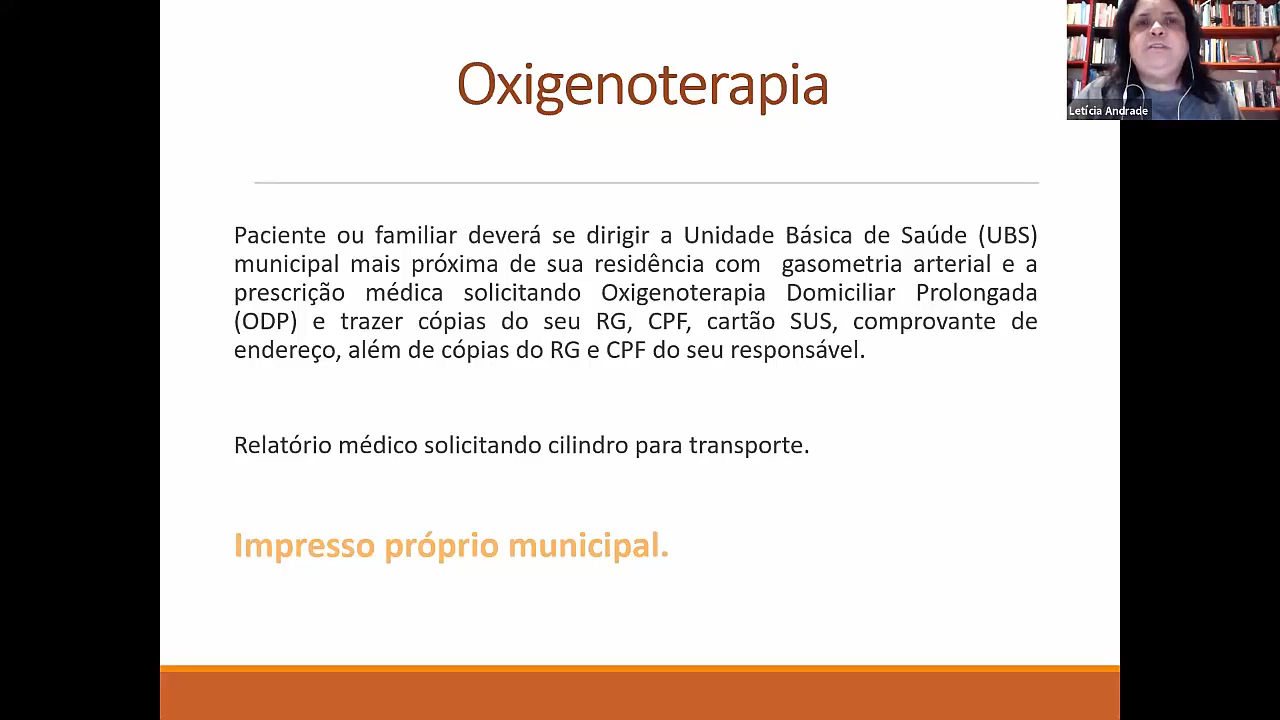 Oxigenoterapia
Letícia Andrade
Paciente ou familiar deverá se dirigir a Unidade Básica de Saúde (UBS)
municipal mais próxima de sua residência com gasometria arterial e a
prescrição médica solicitando Oxigenoterapia Domiciliar Prolongada
(ODP) e trazer cópias do seu RG, CPF, cartão SUS, comprovante de
endereço, além de cópias do RG e CPF do seu responsável.
Relatório médico solicitando cilindro para transporte.
Impresso próprio municipal.